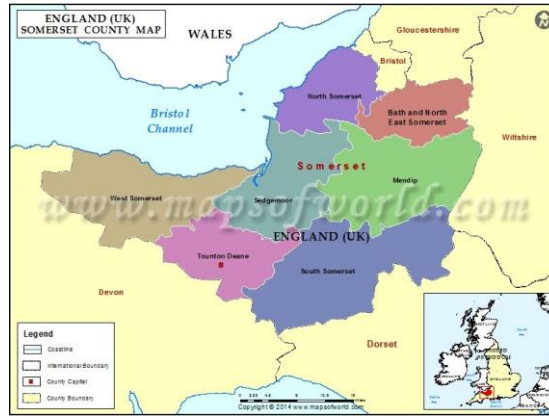 ENGLAND (UK)
SOMERSET COUNTY MAP
WALES
Gloucestershire
Bristol
Bristol
Channel
North Somerset
Bath and North
East Somerset
Wiltshire
Somerset
Mendip
West Somerset
Sedgemoor
www.mapsofworld.com
ENGLAND (UK)
Tounton Deane
South Somerset
Devon
Dorset
Legend
Coastline
International Boundary
County Capital
County Boundary
Copyright © 2014 www.mapsofworld.com